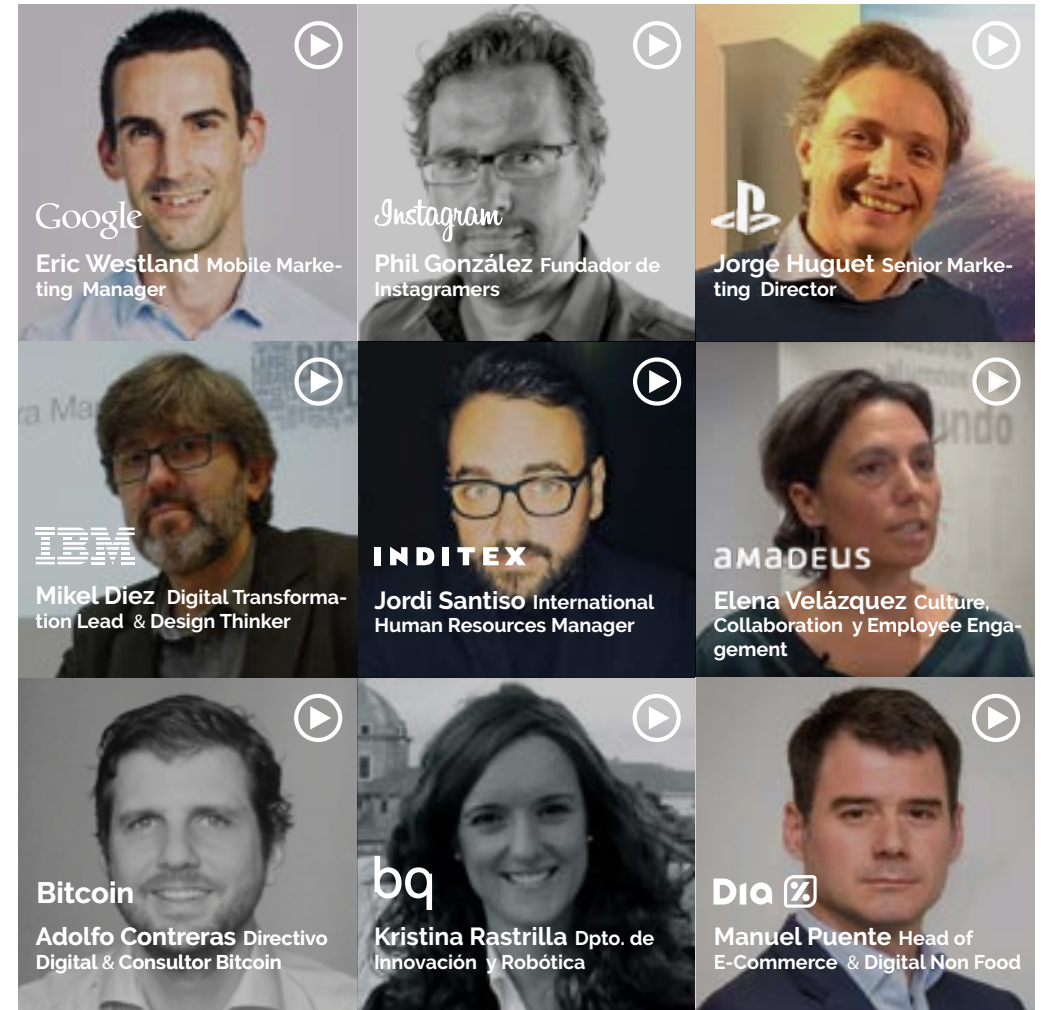 Google
Eric Westland Mobile Marke-
ting Manager
Instagram
Phil González Fundador de
Instagramers
Jorge Huguet Senior Marke-
ting Director
ra Mar
IBM
Mikel Diez Digital Transforma-
tion Lead & Design Thinker
INDITEX
Jordi Santiso International
Human Resources Manager
undo
amadeus
Elena Velázquez Culture,
Collaboration y Employee Enga-
gement
Bitcoin
Adolfo Contreras Directivo
Digital & Consultor Bitcoin
bq
Kristina Rastrilla Dpto. de
Innovación y Robótica
Dia %
Manuel Puente Head of
E-Commerce & Digital Non Food